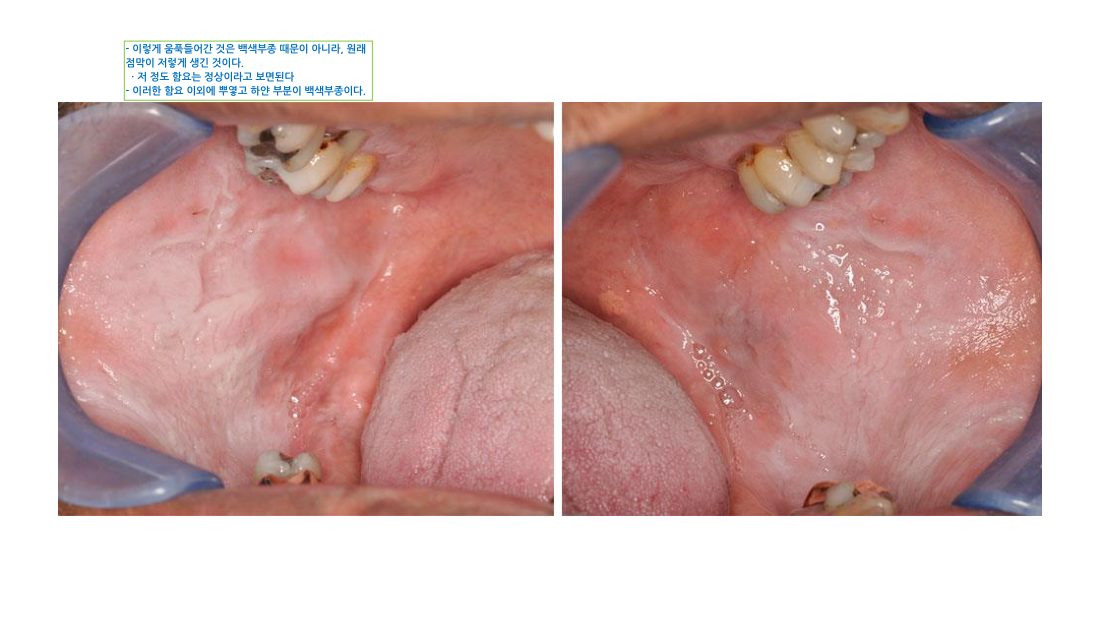 - 이렇게 움푹들어간 것은 백색부종 때문이 아니라, 원래
점막이 저렇게 생긴 것이다.
· 저 정도 함요는 정상이라고 보면된다
- 이러한 함요 이외에 뿌옇고 하얀 부분이 백색부종이다.